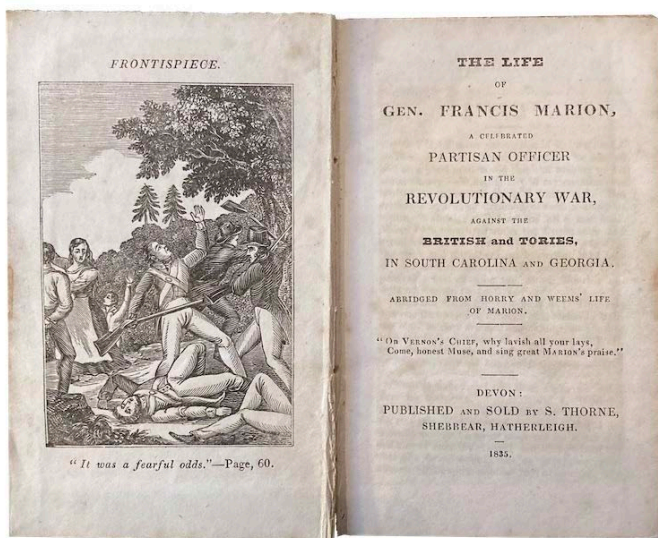 FRONTISPIECE.
"It was a fearful odds."—Page, 60.
THE LIFE
OF
GEN. FRANCIS MARION,
A CELEBRATED
PARTISAN OFFICER
IN THE
REVOLUTIONARY WAR,
AGAINST THE
BRITISH and TORIES,
IN SOUTH CAROLINA AND GEORGIA.
ABRIDGED FROM HORRY AND WEEMS' LIFE
OF MARION.
"On Vernon's Chief, why lavish all your lays,
Come, honest Muse, and sing great Marion's praise."
DEVON:
PUBLISHED AND SOLD BY S. THORNE,
SHEBBEAR, HATHERLEIGH.
1835.